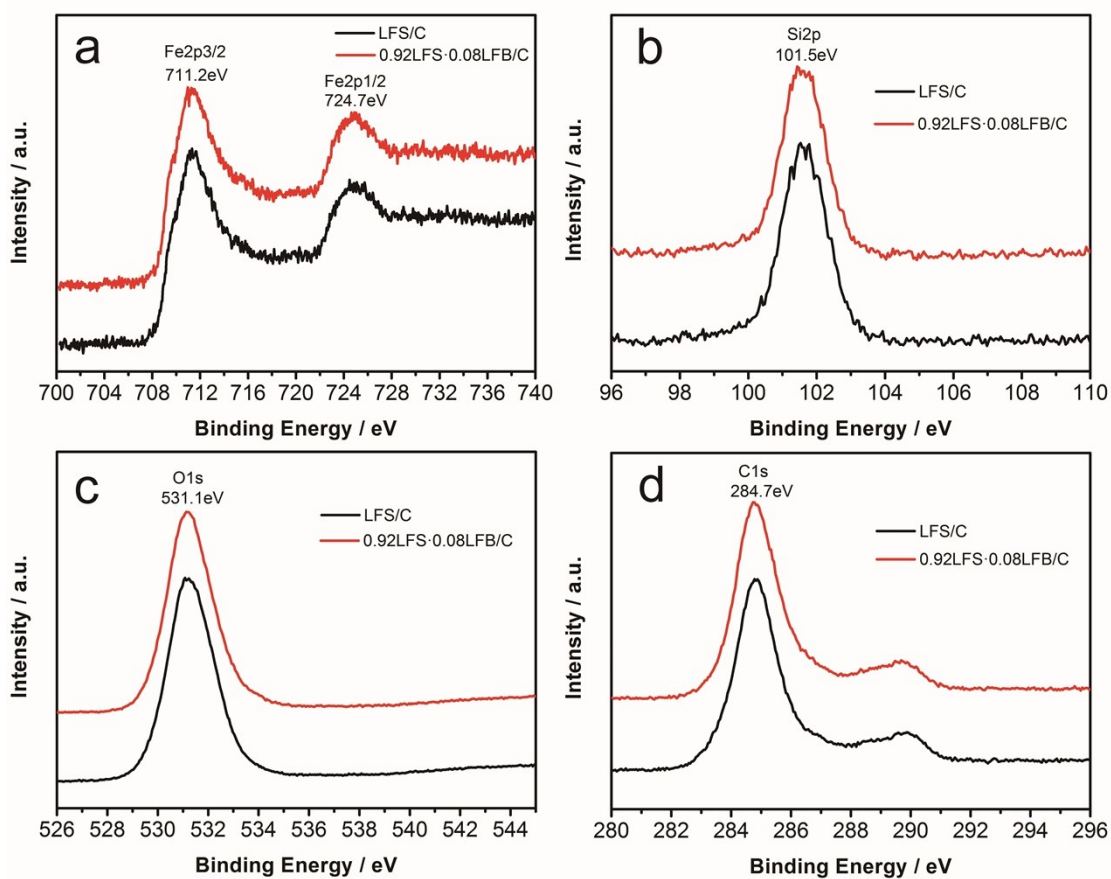 a
Fe2p3/2
711.2eV
Fe2p1/2
724.7eV
LFS/C
0.92LFS·0.08LFB/C
Intensity / a.u.
700 704 708 712 716 720 724 728 732 736 740
Binding Energy / eV
b
Si2p
101.5eV
LFS/C
0.92LFS·0.08LFB/C
Intensity / a.u.
96 98 100 102 104 106 108 110
Binding Energy / eV
c
O1s
531.1eV
LFS/C
0.92LFS·0.08LFB/C
Intensity / a.u.
526 528 530 532 534 536 538 540 542 544
Binding Energy / eV
d
C1s
284.7eV
LFS/C
0.92LFS·0.08LFB/C
Intensity / a.u.
280 282 284 286 288 290 292 294 296
Binding Energy / eV